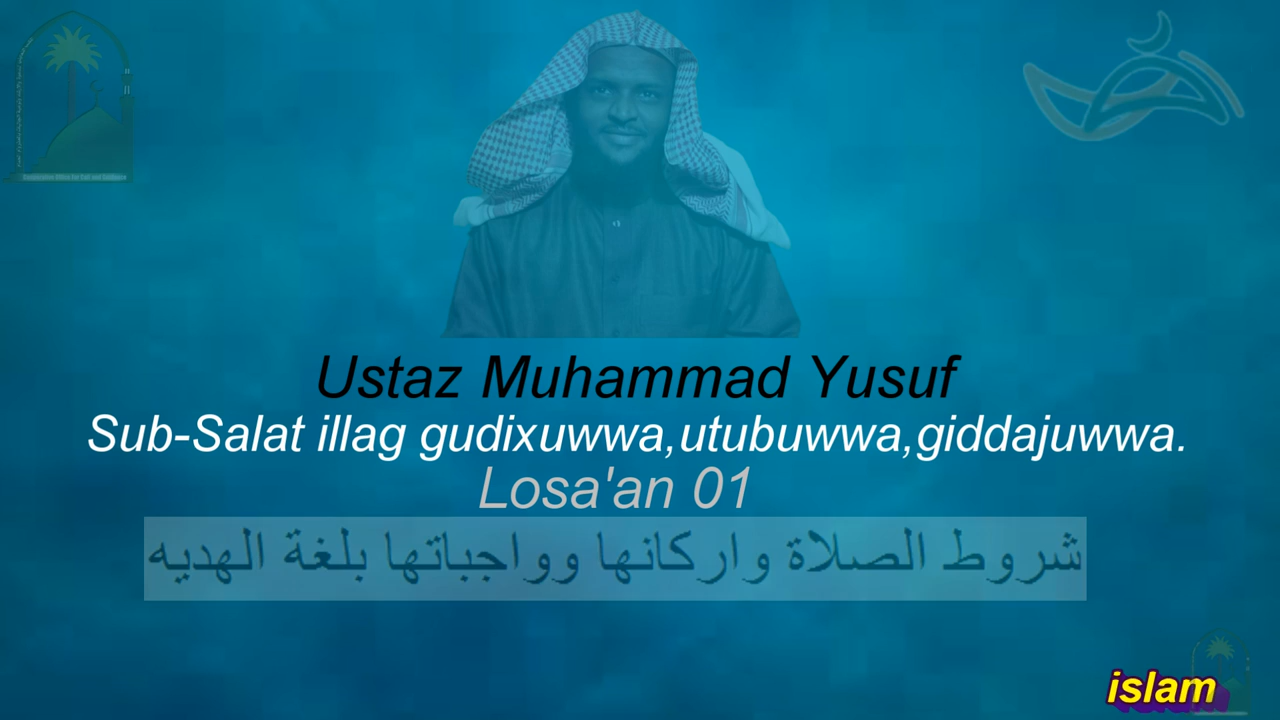 Ustaz Muhammad Yusuf
Sub-Salat illag gudixuwwa,utubuwwa,giddajuwwa.
Losa'an 01
شروط الصلاة واركانها وواجباتها بلغة الهديه
islam